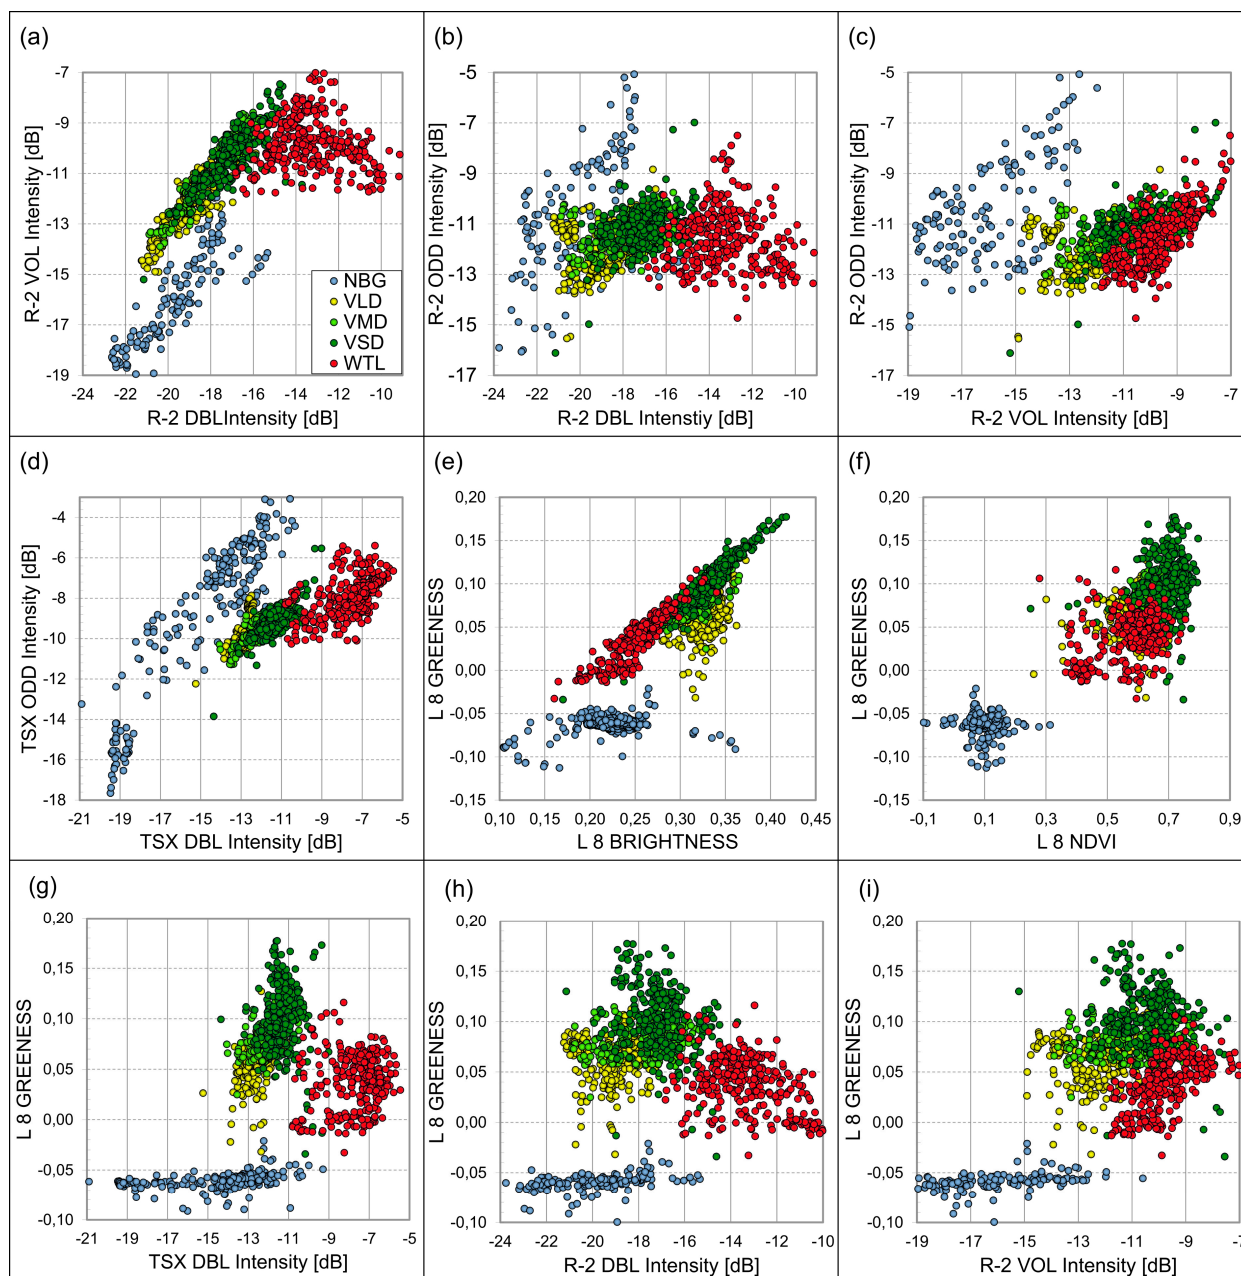 (a)
-7
-9
-11
-13
-15
-17
-19
R-2 VOL Intensity [dB]
-24 -22 -20 -18 -16 -14 -12 -10
R-2 DBLIntensity [dB]
NBG
VLD
VMD
VSD
WTL
(b)
-5
-7
-9
-11
-13
-15
-17
R-2 ODD Intensity [dB]
-24 -22 -20 -18 -16 -14 -12 -10
R-2 DBL Intenstiy [dB]
(c)
-5
-7
-9
-11
-13
-15
-17
R-2 ODD Intensity [dB]
-19 -17 -15 -13 -11 -9 -7
R-2 VOL Intensity [dB]
(d)
-4
-6
-8
-10
-12
-14
-16
-18
TSX ODD Intensity [dB]
-21 -19 -17 -15 -13 -11 -9 -7 -5
TSX DBL Intensity [dB]
(e)
0,20
0,15
0,10
0,05
0,00
-0,05
-0,10
-0,15
L 8 GREENESS
0,10 0,15 0,20 0,25 0,30 0,35 0,40 0,45
L 8 BRIGHTNESS
(f)
0,20
0,15
0,10
0,05
0,00
-0,05
-0,10
-0,15
L 8 GREENESS
-0,1 0,1 0,3 0,5 0,7 0,9
L 8 NDVI
(g)
0,20
0,15
0,10
0,05
0,00
-0,05
-0,10
L 8 GREENESS
-21 -19 -17 -15 -13 -11 -9 -7 -5
TSX DBL Intensity [dB]
(h)
0,20
0,15
0,10
0,05
0,00
-0,05
-0,10
L 8 GREENESS
-24 -22 -20 -18 -16 -14 -12 -10
R-2 DBL Intensity [dB]
(i)
0,20
0,15
0,10
0,05
0,00
-0,05
-0,10
L 8 GREENESS
-19 -17 -15 -13 -11 -9 -7
R-2 VOL Intensity [dB]